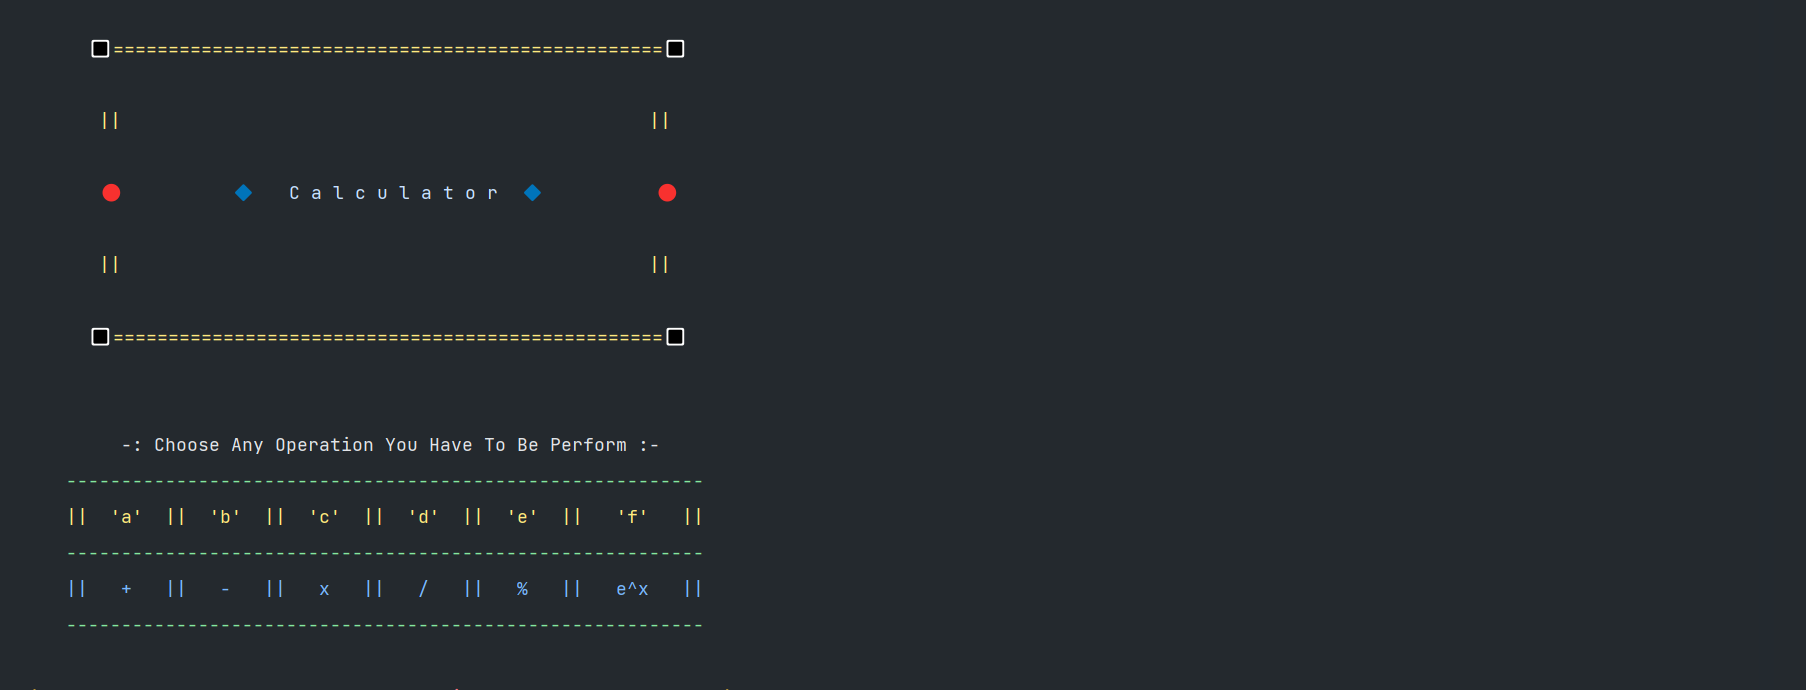 🔲==================================================🔲
|| ||
🔴 🔷 C a l c u l a t o r 🔷 🔴
|| ||
🔲==================================================🔲
-: Choose Any Operation You Have To Be Perform :-
----------------------------------------------------------
|| 'a' || 'b' || 'c' || 'd' || 'e' || 'f' ||
----------------------------------------------------------
|| + || - || x || / || % || e^x ||
----------------------------------------------------------